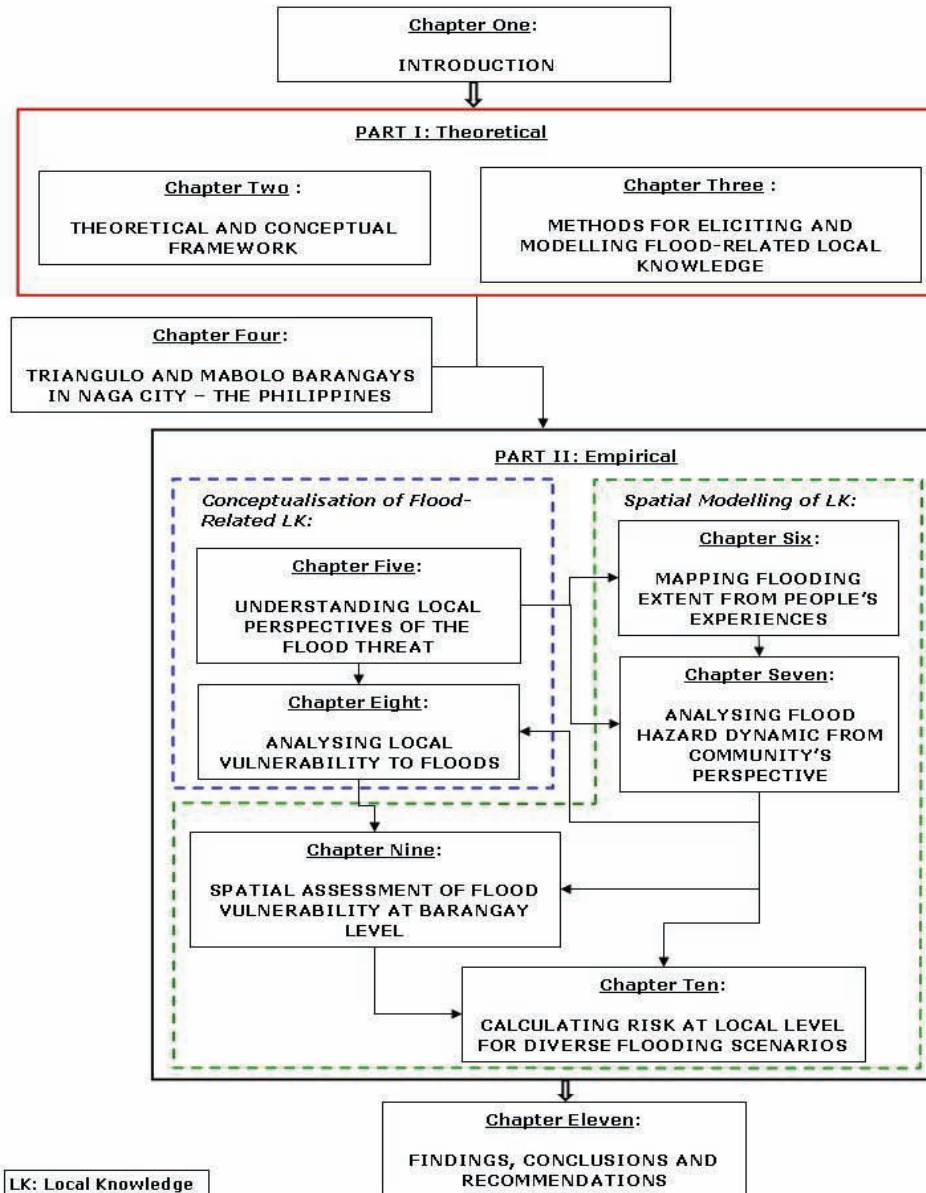 Chapter One:
INTRODUCTION
PART I: Theoretical
Chapter Two :
THEORETICAL AND CONCEPTUAL
FRAMEWORK
Chapter Three :
METHODS FOR ELICITING AND
MODELLING FLOOD-RELATED LOCAL
KNOWLEDGE
Chapter Four:
TRIANGULO AND MABOLO BARANGAYS
IN NAGA CITY – THE PHILIPPINES
PART II: Empirical
Conceptualisation of Flood-
Related LK:
Chapter Five:
UNDERSTANDING LOCAL
PERSPECTIVES OF THE
FLOOD THREAT
Chapter Eight:
ANALYSING LOCAL
VULNERABILITY TO FLOODS
Spatial Modelling of LK:
Chapter Six:
MAPPING FLOODING
EXTENT FROM PEOPLE'S
EXPERIENCES
Chapter Seven:
ANALYSING FLOOD
HAZARD DYNAMIC FROM
COMMUNITY'S
PERSPECTIVE
Chapter Nine:
SPATIAL ASSESSMENT OF FLOOD
VULNERABILITY AT BARANGAY
LEVEL
Chapter Ten:
CALCULATING RISK AT LOCAL LEVEL
FOR DIVERSE FLOODING SCENARIOS
Chapter Eleven:
FINDINGS, CONCLUSIONS AND
RECOMMENDATIONS
LK: Local Knowledge